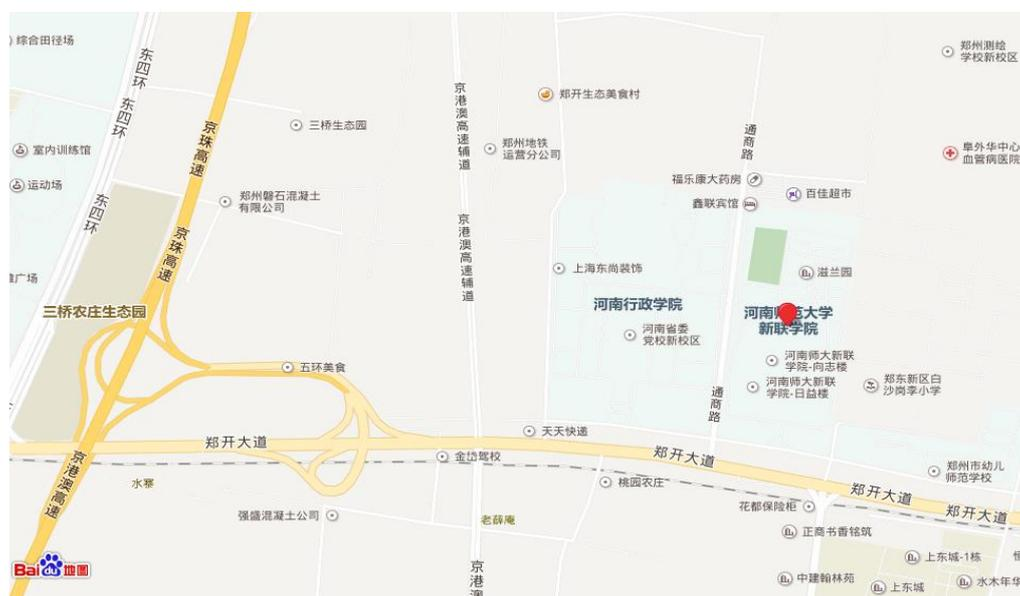 综合田径场
东四环
郑州测绘
学校新校区
郑开生态美食村
京港澳高速辅道
东四环
三桥生态园
京珠高速
通商路
郑州地铁
运营分公司
室内训练馆
阜外华中心
血管病医院
运动场
福乐康大药房
百佳超市
东四环
郑州磐石混凝土
有限公司
鑫联宾馆
京港澳高速辅道
京珠高速
上海东尚装饰
滋兰园
广场
三桥农庄生态园
河南行政学院
河南师范大学
新联学院
河南省委
党校新校区
五环美食
河南师大新联
学院-向志楼
郑东新区白
沙岗李小学
河南师大新联
学院-日益楼
通商路
天天快递
郑开大道
金岱驾校
郑开大道
京港澳高速
郑州市幼儿
师范学校
水寨
桃园农庄
郑开大道
花都保险柜
郑开大道
强盛混凝土公司
老薛庵
正商书香铭筑
上东城-1栋
Bai du 地图
京港澳
中建翰林苑
上东城
水木年华